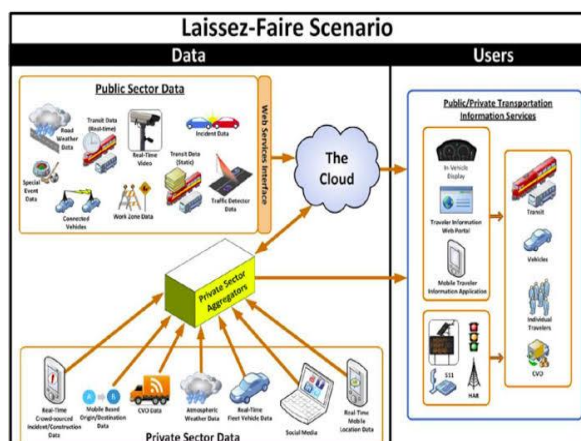 Laissez-Faire Scenario
Data
Users
Public Sector Data
Road
Weather
Data
Transit Data
(Real-time)
Real-Time
Video
Transit Data
(Static)
Incident Data
Special
Event
Data
Connected
Vehicles
Work Zone Data
Traffic Detector
Data
Web Services Interface
The
Cloud
Private Sector
Aggregators
Public/Private Transportation
Information Services
In Vehicle
Display
Traveler Information
Web Portal
Mobile Traveler
Information Application
Transit
Vehicles
Individual
Travelers
CVO
511
HAR
Real-Time
Crowd-sourced
Incident/Construction
Data
A
B
Mobile Based
Origin/Destination Data
CVO Data
Atmospheric
Weather Data
Real-Time
Fleet Vehicle Data
Social Media
Real Time
Mobile
Location Data
Private Sector Data